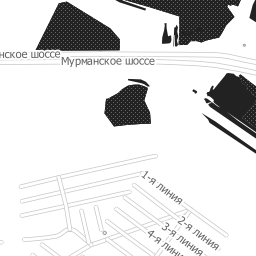 нское шоссе
Мурманское шоссе
1-я линия
2-я линия
3-я линия
4-я линия